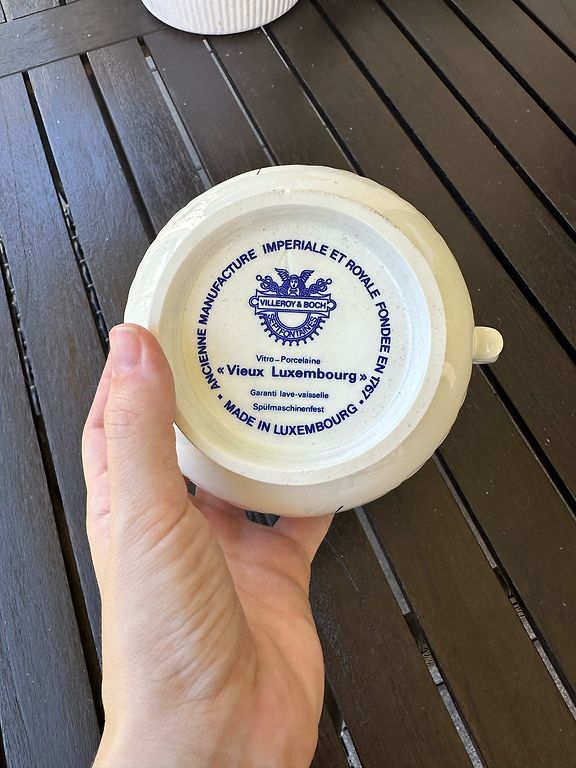 ANCIENNE MANUFACTURE IMPERIALE ET ROYALE FONDEE EN 1767
VILLEROY & BOCH
SEPTFONTAINES
Vitro-Porcelaine
« Vieux Luxembourg »
Garanti lave-vaisselle
Spülmaschinenfest
• MADE IN LUXEMBOURG •